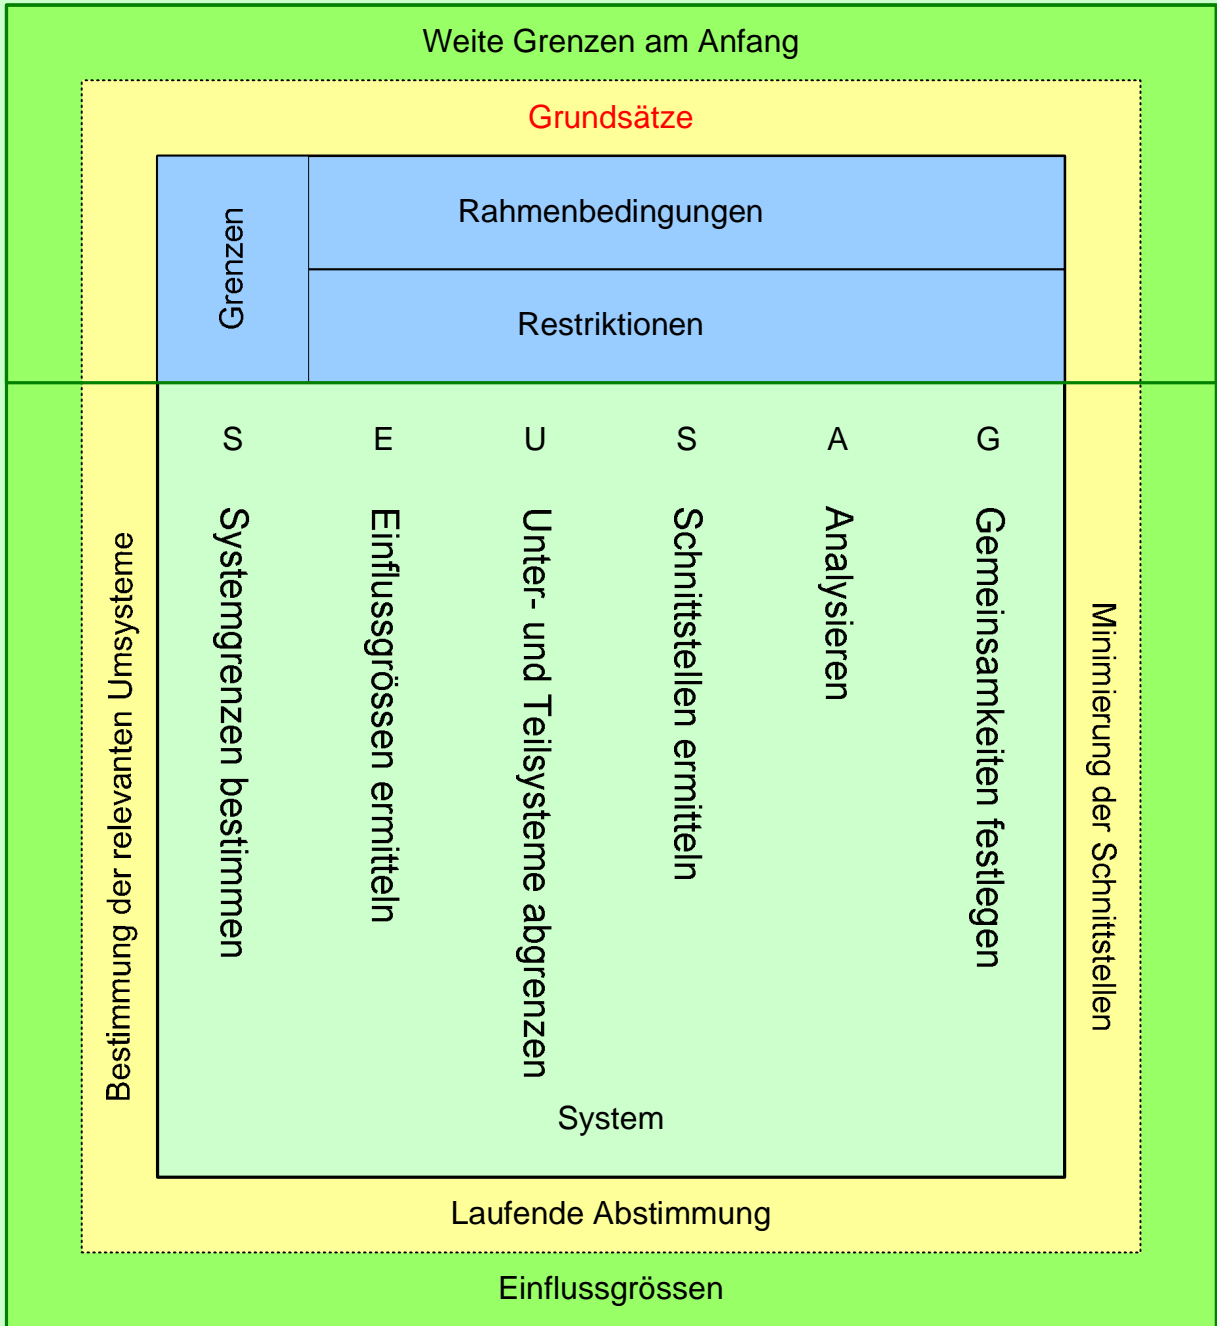 Weite Grenzen am Anfang
Grundsätze
Grenzen
Rahmenbedingungen
Restriktionen
S E U S A G
Bestimmung der relevanten Umsysteme
Systemgrenzen bestimmen
Einflussgrössen ermitteln
Unter- und Teilsysteme abgrenzen
Schnittstellen ermitteln
Analysieren
Gemeinsamkeiten festlegen
Minimierung der Schnittstellen
System
Laufende Abstimmung
Einflussgrössen